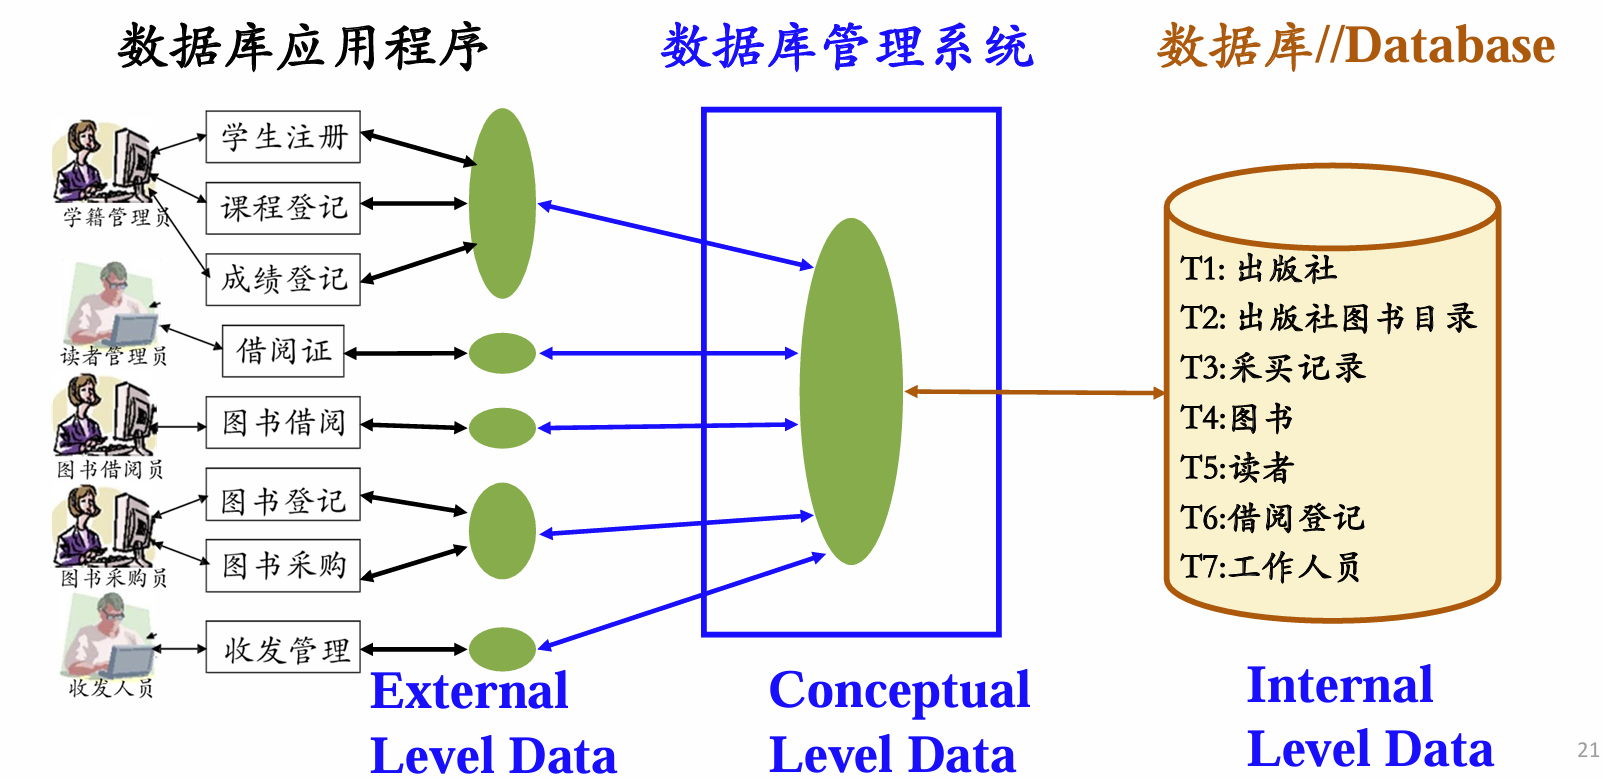 数据库应用程序
数据库管理系统
数据库//Database
学生注册
课程登记
学籍管理员
成绩登记
借阅证
读者管理员
图书借阅
图书借阅员
图书登记
图书采购
图书采购员
收发管理
收发人员
T1: 出版社
T2: 出版社图书目录
T3:采买记录
T4:图书
T5:读者
T6:借阅登记
T7:工作人员
External
Level Data
Conceptual
Level Data
Internal
Level Data
21